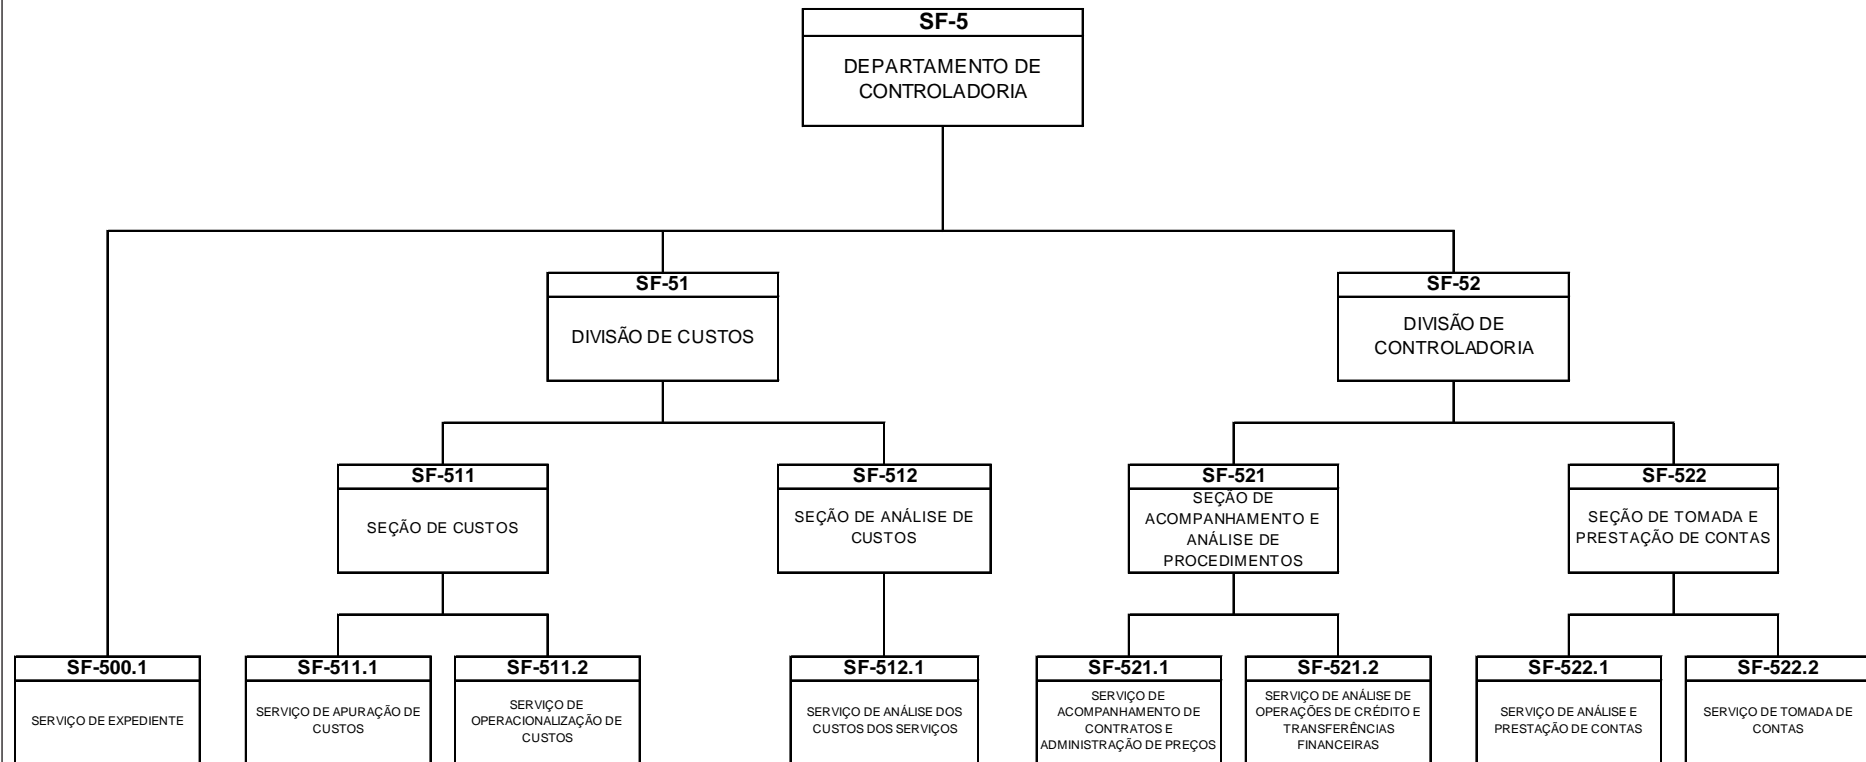 SF-5
DEPARTAMENTO DE
CONTROLADORIA
SF-51
DIVISÃO DE CUSTOS
SF-52
DIVISÃO DE
CONTROLADORIA
SF-511
SEÇÃO DE CUSTOS
SF-512
SEÇÃO DE ANÁLISE DE
CUSTOS
SF-521
SEÇÃO DE
ACOMPANHAMENTO E
ANÁLISE DE
PROCEDIMENTOS
SF-522
SEÇÃO DE TOMADA E
PRESTAÇÃO DE CONTAS
SF-500.1
SERVIÇO DE EXPEDIENTE
SF-511.1
SERVIÇO DE APURAÇÃO DE
CUSTOS
SF-511.2
SERVIÇO DE
OPERACIONALIZAÇÃO DE
CUSTOS
SF-512.1
SERVIÇO DE ANÁLISE DOS
CUSTOS DOS SERVIÇOS
SF-521.1
SERVIÇO DE
ACOMPANHAMENTO DE
CONTRATOS E
ADMINISTRAÇÃO DE PREÇOS
SF-521.2
SERVIÇO DE ANÁLISE DE
OPERAÇÕES DE CRÉDITO E
TRANSFERÊNCIAS
FINANCEIRAS
SF-522.1
SERVIÇO DE ANÁLISE E
PRESTAÇÃO DE CONTAS
SF-522.2
SERVIÇO DE TOMADA DE
CONTAS